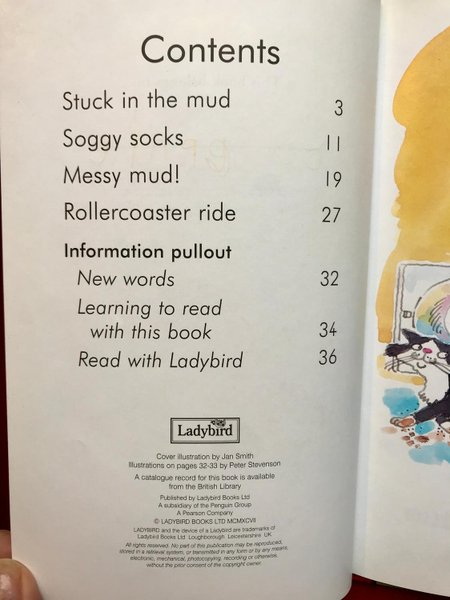 Contents
Stuck in the mud 3
Soggy socks 11
Messy mud! 19
Rollercoaster ride 27
Information pullout
New words 32
Learning to read
with this book 34
Read with Ladybird 36
Ladybird
Cover illustration by Jan Smith
Illustrations on pages 32-33 by Peter Stevenson
A catalogue record for this book is available
from the British Library
Published by Ladybird Books Ltd
A subsidiary of the Penguin Group
A Pearson Company
© LADYBIRD BOOKS LTD MCMXCVII
LADYBIRD and the device of a Ladybird are trademarks of
Ladybird Books Ltd Loughborough Leicestershire UK
All rights reserved. No part of this publication may be reproduced,
stored in a retrieval system, or transmitted in any form or by any means,
electronic, mechanical, photocopying, recording or otherwise,
without the prior consent of the copyright owner.